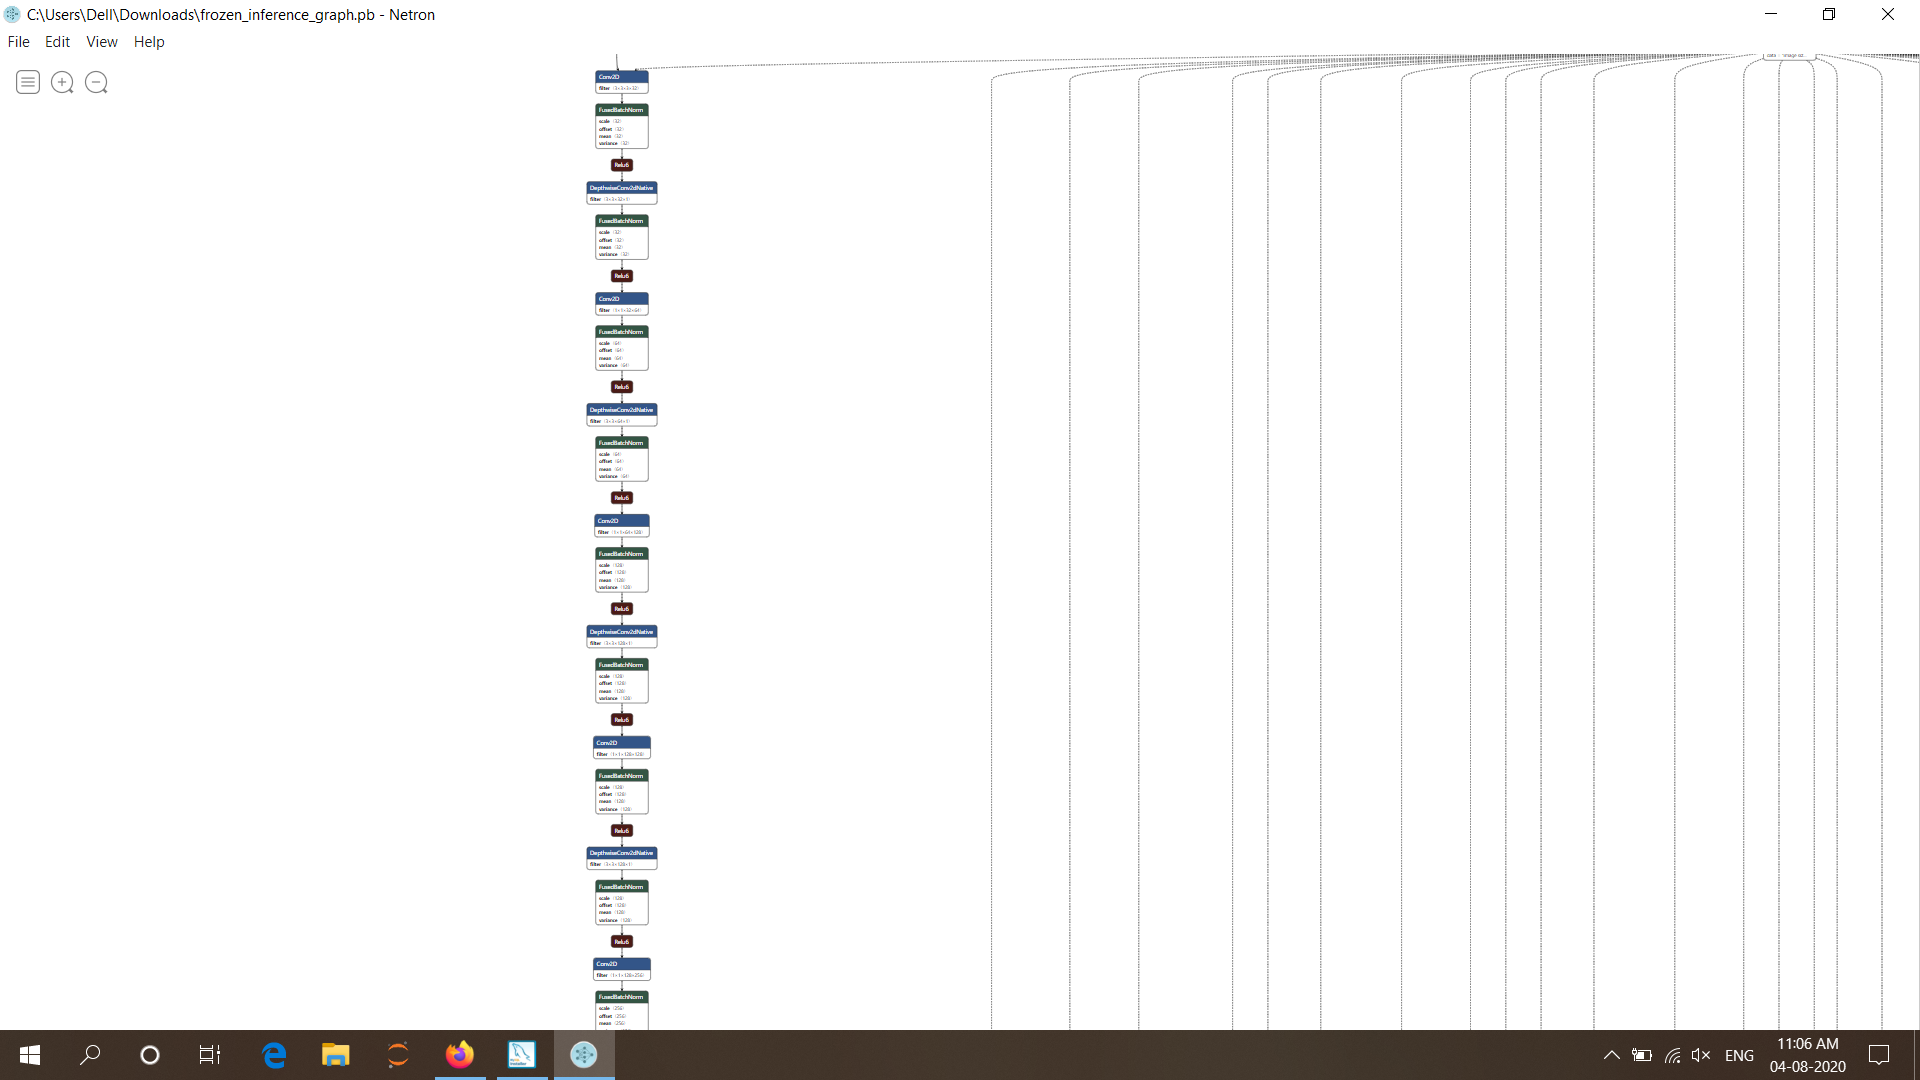 C:\Users\Dell\Downloads\frozen_inference_graph.pb - Netron
File Edit View Help
Conv2D
filter ⟨3×3×3×32⟩
FusedBatchNorm
scale ⟨32⟩
offset ⟨32⟩
mean ⟨32⟩
variance ⟨32⟩
Relu6
DepthwiseConv2dNative
filter ⟨3×3×32×1⟩
FusedBatchNorm
scale ⟨32⟩
offset ⟨32⟩
mean ⟨32⟩
variance ⟨32⟩
Relu6
Conv2D
filter ⟨1×1×32×64⟩
FusedBatchNorm
scale ⟨64⟩
offset ⟨64⟩
mean ⟨64⟩
variance ⟨64⟩
Relu6
DepthwiseConv2dNative
filter ⟨3×3×64×1⟩
FusedBatchNorm
scale ⟨64⟩
offset ⟨64⟩
mean ⟨64⟩
variance ⟨64⟩
Relu6
Conv2D
filter ⟨1×1×64×128⟩
FusedBatchNorm
scale ⟨128⟩
offset ⟨128⟩
mean ⟨128⟩
variance ⟨128⟩
Relu6
DepthwiseConv2dNative
filter ⟨3×3×128×1⟩
FusedBatchNorm
scale ⟨128⟩
offset ⟨128⟩
mean ⟨128⟩
variance ⟨128⟩
Relu6
Conv2D
filter ⟨1×1×128×128⟩
FusedBatchNorm
scale ⟨128⟩
offset ⟨128⟩
mean ⟨128⟩
variance ⟨128⟩
Relu6
DepthwiseConv2dNative
filter ⟨3×3×128×1⟩
FusedBatchNorm
scale ⟨128⟩
offset ⟨128⟩
mean ⟨128⟩
variance ⟨128⟩
Relu6
Conv2D
filter ⟨1×1×128×256⟩
FusedBatchNorm
scale ⟨256⟩
offset ⟨256⟩
mean ⟨256⟩
ENG
11:06 AM
04-08-2020